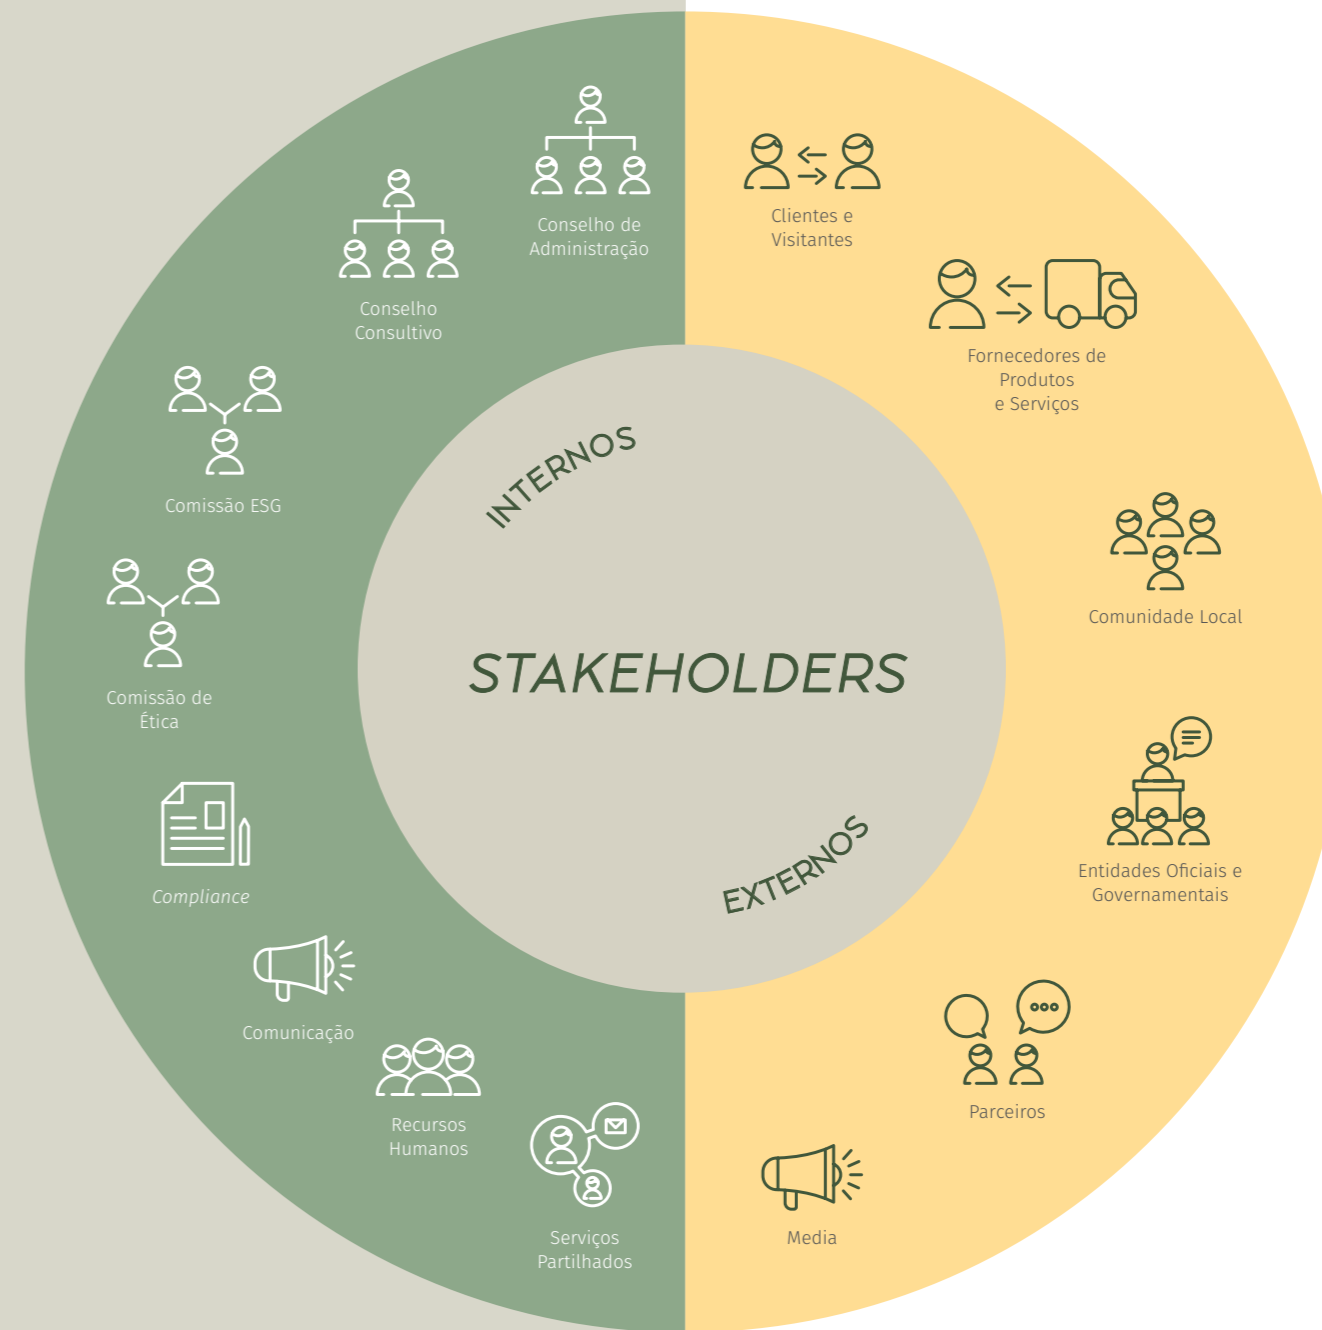 Conselho de
Administração
Conselho
Consultivo
Comissão ESG
Comissão de
Ética
Compliance
Comunicação
Recursos
Humanos
Serviços
Partilhados
INTERNOS
STAKEHOLDERS
EXTERNOS
Clientes e
Visitantes
Fornecedores de
Produtos
e Serviços
Comunidade Local
Entidades Oficiais e
Governamentais
Parceiros
Media